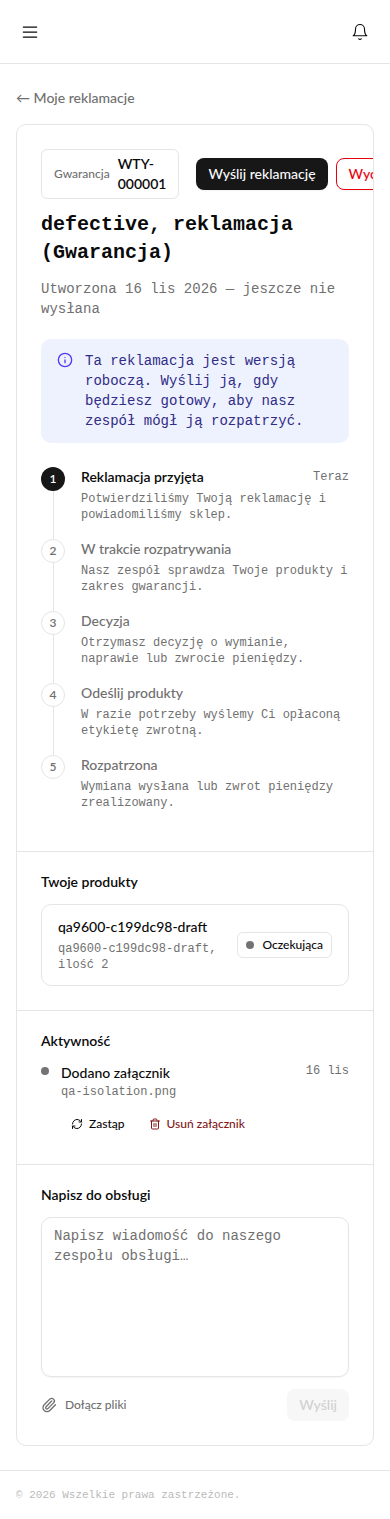 ← Moje reklamacje
Gwarancja WTY-
000001
Wyślij reklamację
defective, reklamacja
(Gwarancja)
Utworzona 16 lis 2026 — jeszcze nie
wysłana
Ta reklamacja jest wersją
roboczą. Wyślij ją, gdy
będziesz gotowy, aby nasz
zespół mógł ją rozpatrzyć.
1 Reklamacja przyjęta Teraz
Potwierdziliśmy Twoją reklamację i
powiadomiliśmy sklep.
2 W trakcie rozpatrywania
Nasz zespół sprawdza Twoje produkty i
zakres gwarancji.
3 Decyzja
Otrzymasz decyzję o wymianie,
naprawie lub zwrocie pieniędzy.
4 Odeślij produkty
W razie potrzeby wyślemy Ci opłaconą
etykietę zwrotną.
5 Rozpatrzona
Wymiana wysłana lub zwrot pieniędzy
zrealizowany.
Twoje produkty
qa9600-c199dc98-draft
qa9600-c199dc98-draft,
ilość 2
Oczekująca
Aktywność
Dodano załącznik 16 lis
qa-isolation.png
Zastąp Usuń załącznik
Napisz do obsługi
Napisz wiadomość do naszego
zespołu obsługi…
Dołącz pliki Wyślij
© 2026 Wszelkie prawa zastrzeżone.